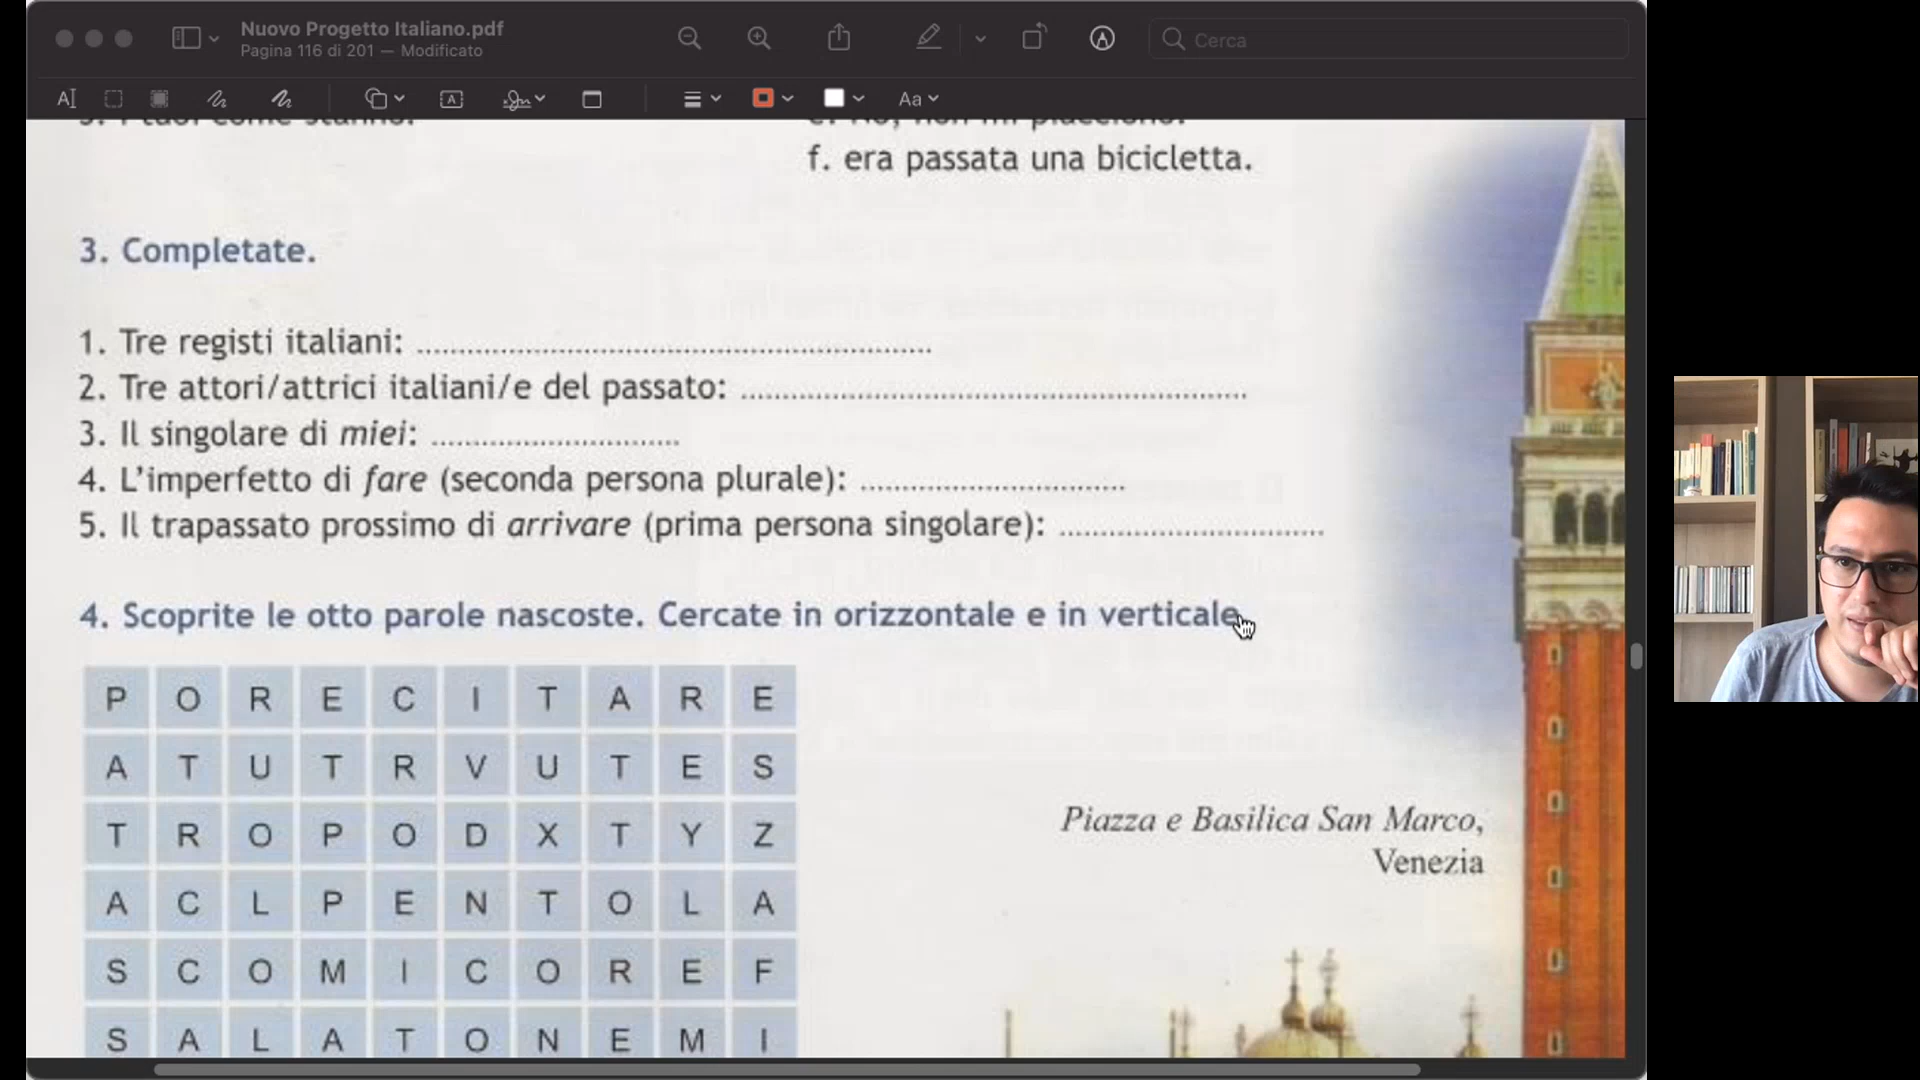 Nuovo Progetto Italiano.pdf
Pagina 116 di 201 — Modificato
Cerca
Aa
f. era passata una bicicletta.
3. Completate.
1. Tre registi italiani: ........................................................
2. Tre attori/attrici italiani/e del passato: ........................................................
3. Il singolare di miei: ............................
4. L'imperfetto di fare (seconda persona plurale): ............................
5. Il trapassato prossimo di arrivare (prima persona singolare): ............................
4. Scoprite le otto parole nascoste. Cercate in orizzontale e in verticale.
P O R E C I T A R E
A T U T R V U T E S
T R O P O D X T Y Z
A C L P E N T O L A
S C O M I C O R E F
S A L A T O N E M I
Piazza e Basilica San Marco,
Venezia